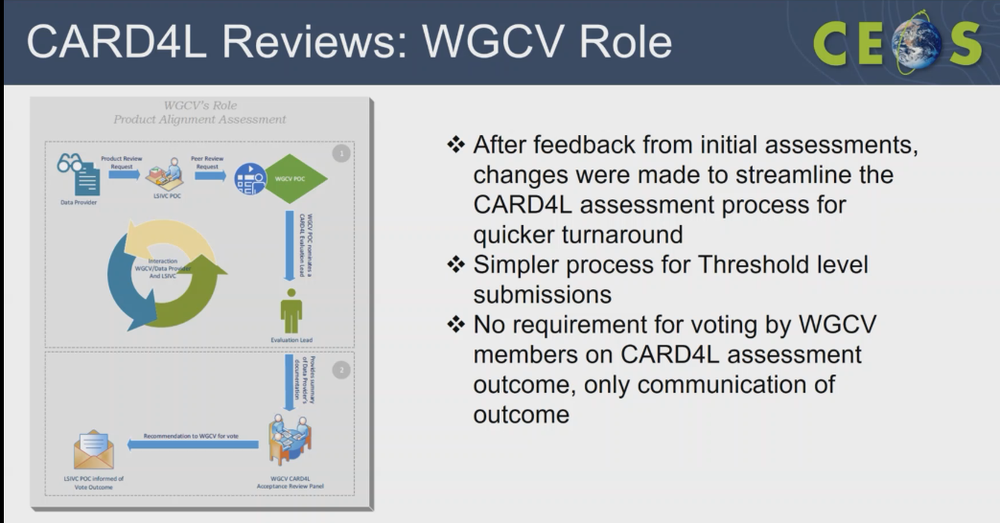 CARD4L Reviews: WGCV Role
CEOS
WGCV's Role
Product Alignment Assessment
1
Product Review
Request
Peer Review
Request
WGCV POC
Data Provider
LSIVC POC
WGCV POC nominates a
CARD4L Evaluation Lead
Interaction
WGCV/Data Provider
And LSIVC
Evaluation Lead
2
Provides summary
of Data Provider's
documentation
Recommendation to WGCV for vote
LSIVC POC informed of
Vote Outcome
WGCV CARD4L
Acceptance Review Panel
❖ After feedback from initial assessments,
changes were made to streamline the
CARD4L assessment process for
quicker turnaround
❖ Simpler process for Threshold level
submissions
❖ No requirement for voting by WGCV
members on CARD4L assessment
outcome, only communication of
outcome